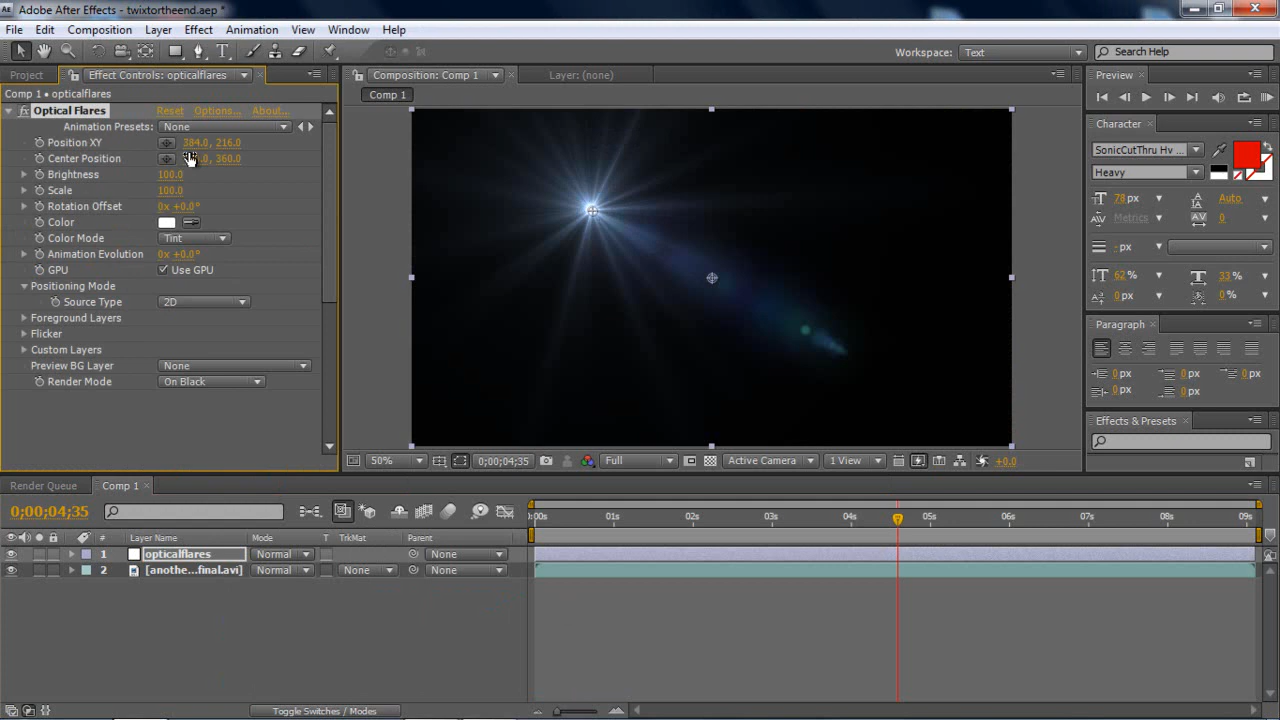 Adobe After Effects - twixtortheend.aep *
File Edit Composition Layer Effect Animation View Window Help
Workspace: Text Search Help
Project Effect Controls: opticalflares Composition: Comp 1 Layer: (none) Preview
Comp 1 • opticalflares Comp 1
Optical Flares Reset Options... About...
Animation Presets: None
Position XY 384.0, 216.0
Center Position , 360.0
Brightness 100.0
Scale 100.0
Rotation Offset 0x +0.0°
Color
Color Mode Tint
Animation Evolution 0x +0.0°
GPU Use GPU
Positioning Mode
Source Type 2D
Foreground Layers
Flicker
Custom Layers
Preview BG Layer None
Render Mode On Black
50% 0;00;04;35 Full Active Camera 1 View +0.0
Character
SonicCutThru Hv ...
Heavy
78 px Auto
Metrics 0
- px
62 % 33 %
0 px 0 %
Paragraph
0 px 0 px 0 px
0 px 0 px
Effects & Presets
Render Queue Comp 1
0;00;04;35
:00s 01s 02s 03s 04s 05s 06s 07s 08s 09s
# Layer Name Mode T TrkMat Parent
1 opticalflares Normal None
2 [anothe...final.avi] Normal None None
Toggle Switches / Modes